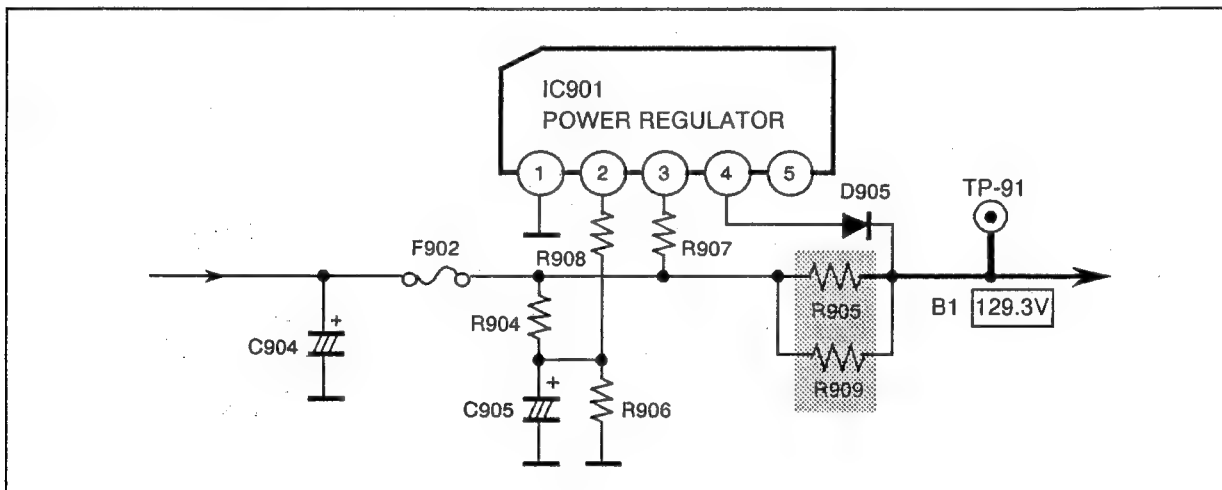 IC901
POWER REGULATOR
1 2 3 4 5
D905
TP-91
F902
R908
R907
R904
R905
B1 129.3V
C904
+
R909
C905
+
R906